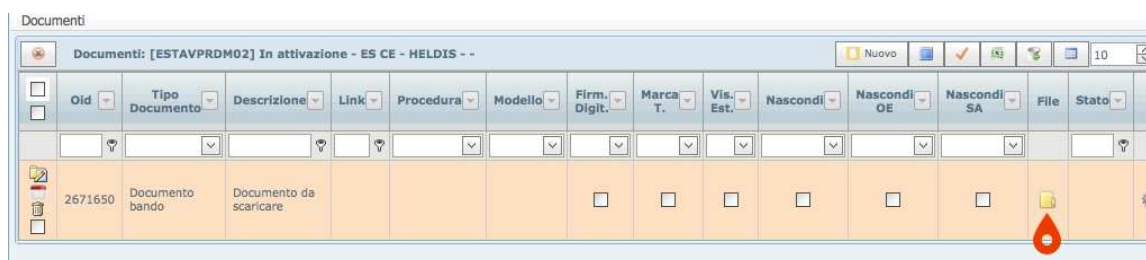 Documenti
Documenti: [ESTAVPRDM02] In attivazione - ES CE - HELDIS - -
Nuovo
10
Oid
Tipo Documento
Descrizione
Link
Procedura
Modello
Firm. Digit.
Marca T.
Vis. Est.
Nascondi
Nascondi OE
Nascondi SA
File
Stato
2671650
Documento bando
Documento da scaricare